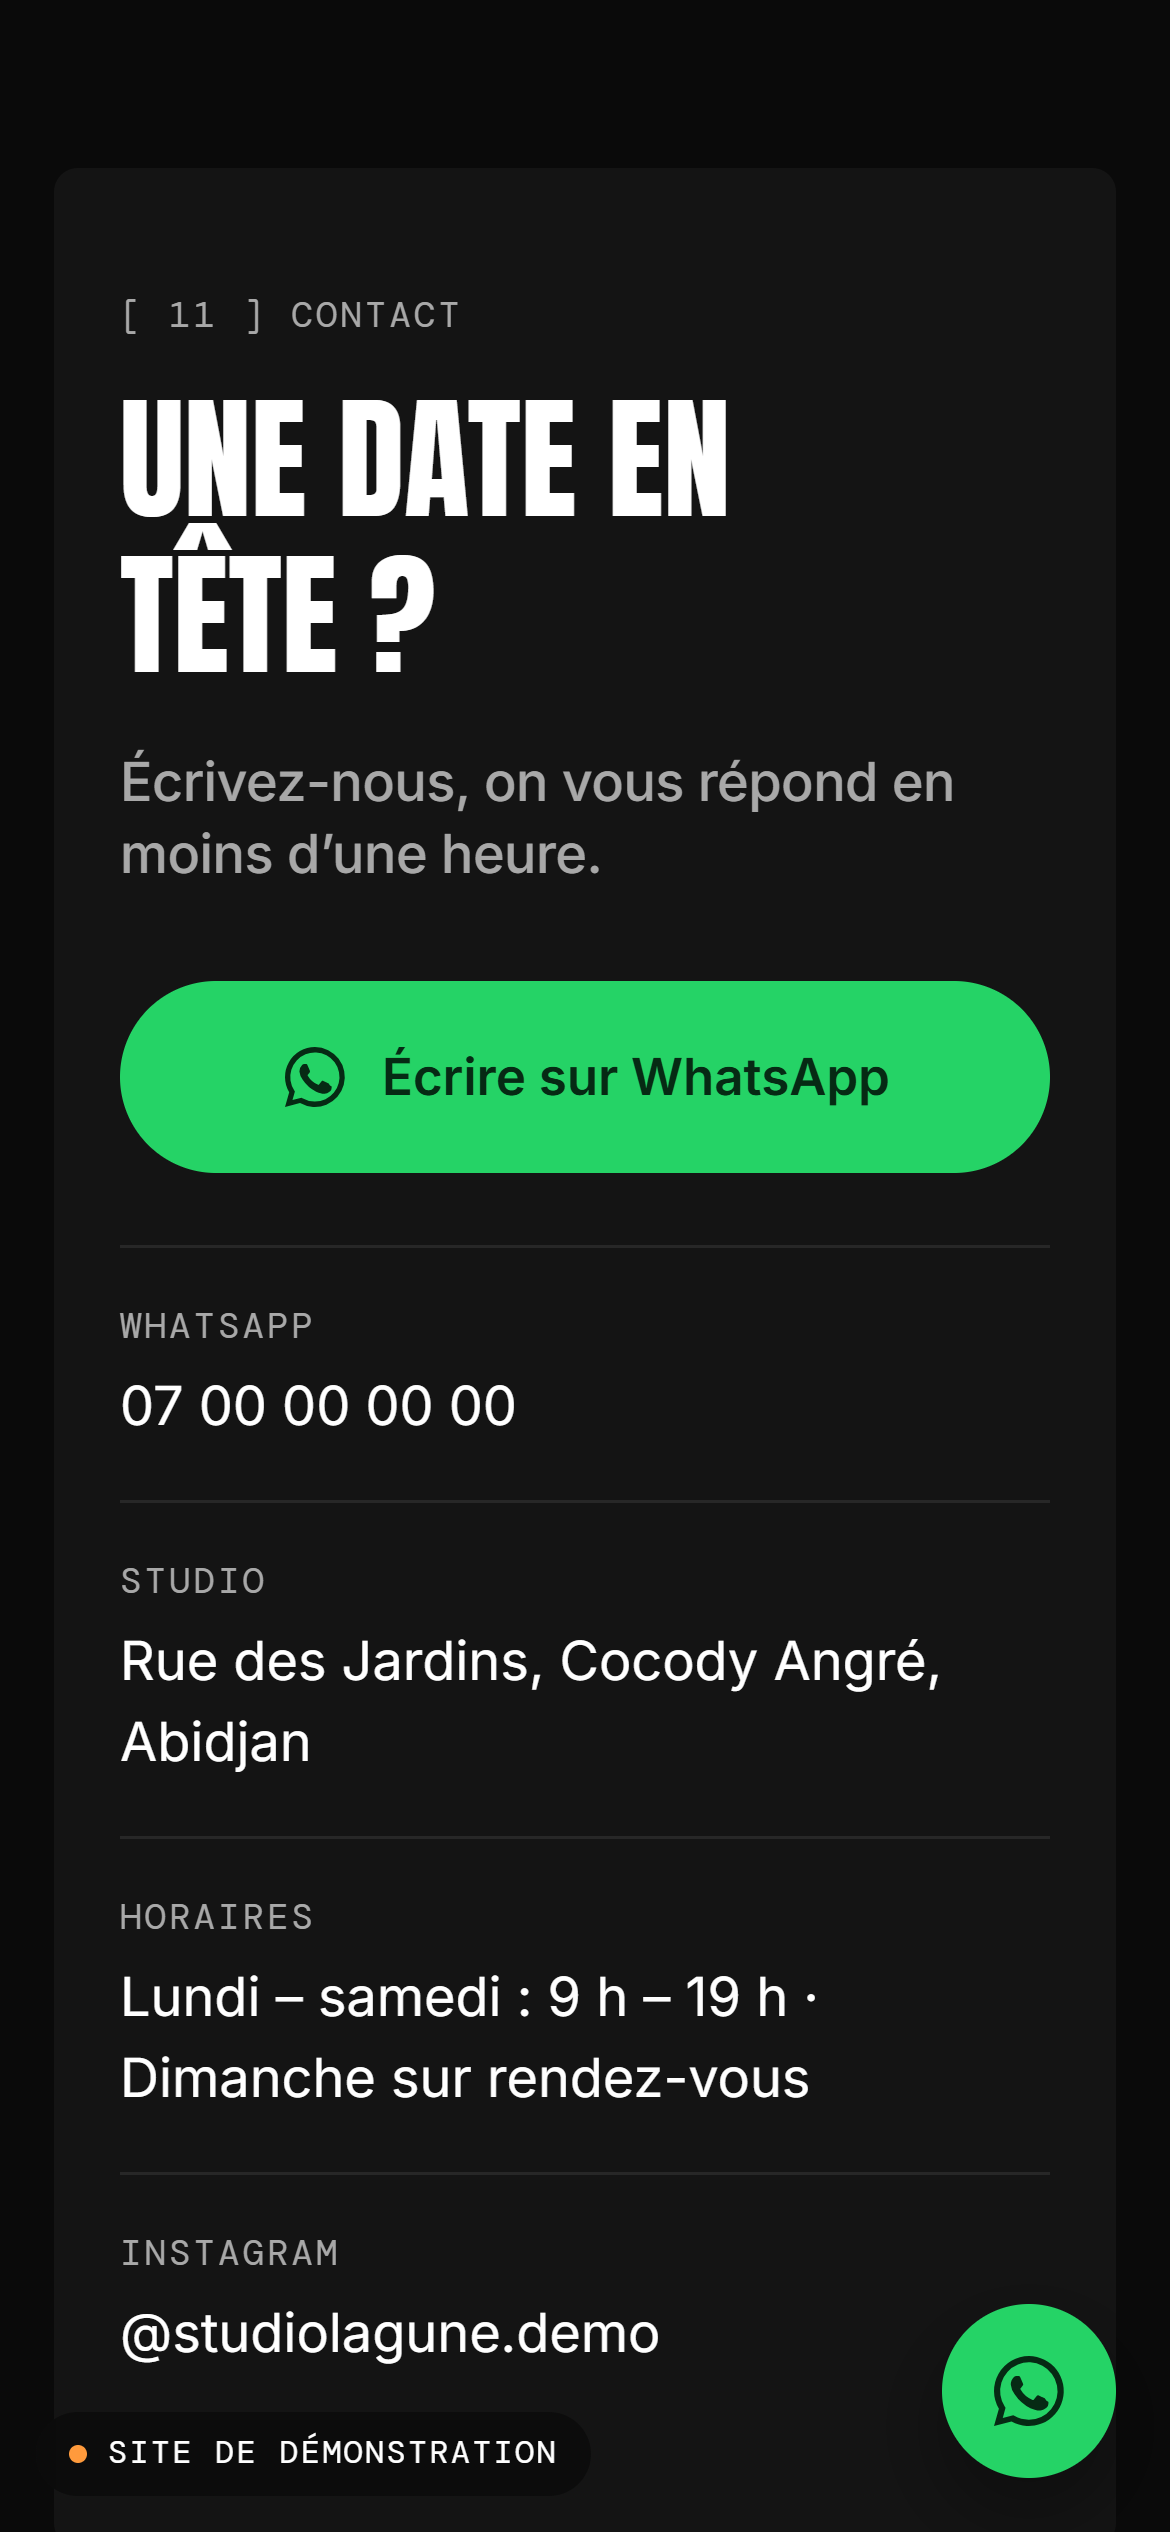 [ 11 ] CONTACT
UNE DATE EN
TÊTE ?
Écrivez-nous, on vous répond en
moins d’une heure.
Écrire sur WhatsApp
WHATSAPP
07 00 00 00 00
STUDIO
Rue des Jardins, Cocody Angré,
Abidjan
HORAIRES
Lundi – samedi : 9 h – 19 h ·
Dimanche sur rendez-vous
INSTAGRAM
@studiolagune.demo
SITE DE DÉMONSTRATION